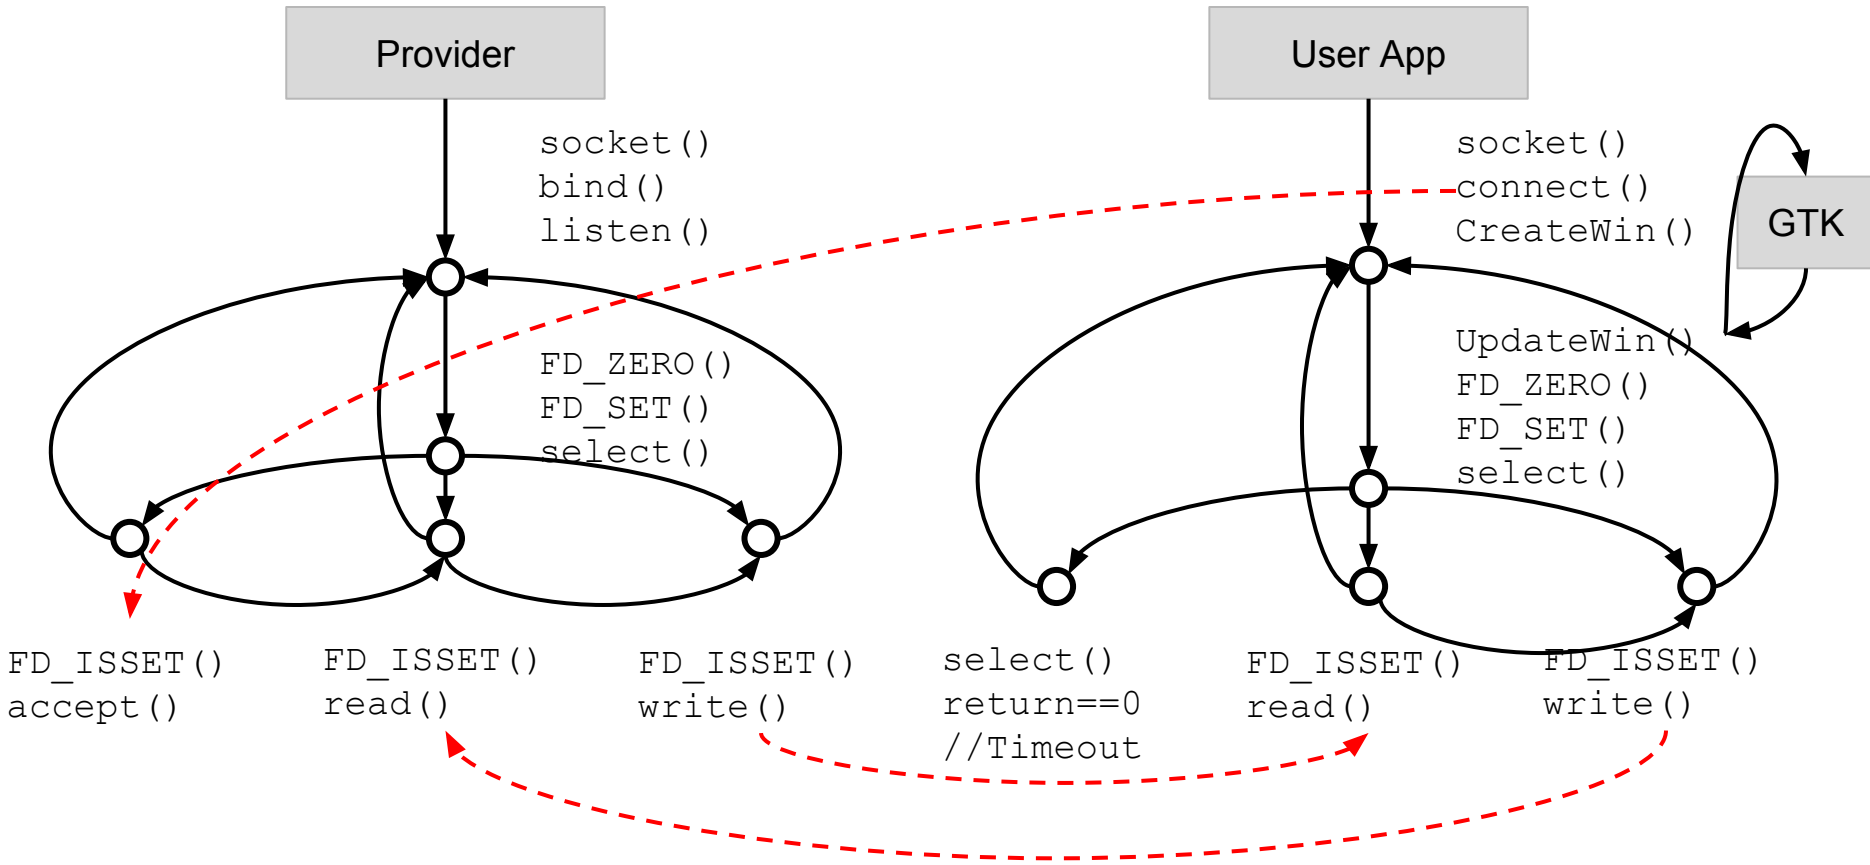 Provider
User App
socket()
bind()
listen()
socket()
connect()
CreateWin()
GTK
FD_ZERO()
FD_SET()
select()
UpdateWin()
FD_ZERO()
FD_SET()
select()
FD_ISSET()
accept()
FD_ISSET()
read()
FD_ISSET()
write()
select()
return==0
//Timeout
FD_ISSET()
read()
FD_ISSET()
write()